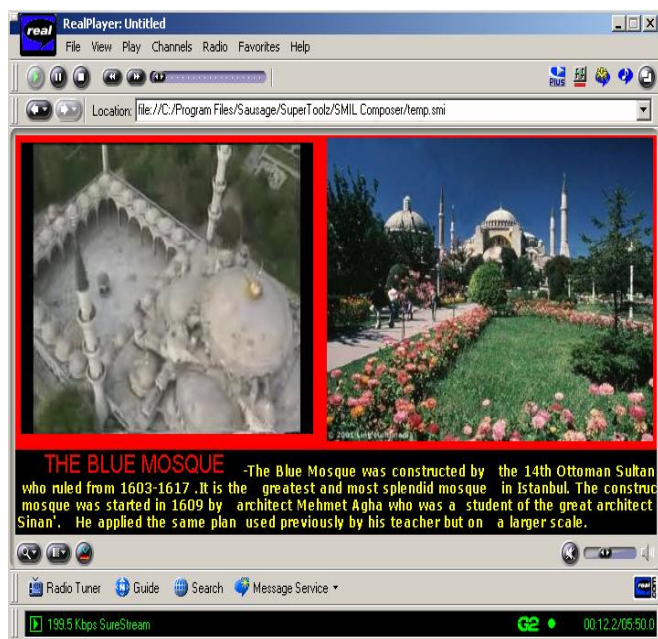 real
RealPlayer: Untitled
File View Play Channels Radio Favorites Help
Plus
Location: file://C:/Program Files/Sausage/SuperToolz/SMIL Composer/temp.smi
THE BLUE MOSQUE -The Blue Mosque was constructed by the 14th Ottoman Sultan
who ruled from 1603-1617 .It is the greatest and most splendid mosque in Istanbul. The construc
mosque was started in 1609 by architect Mehmet Agha who was a student of the great architect
Sinan'. He applied the same plan used previously by his teacher but on a larger scale.
Radio Tuner Guide Search Message Service
real
199.5 Kbps SureStream G2 00:12.2/05:50.0